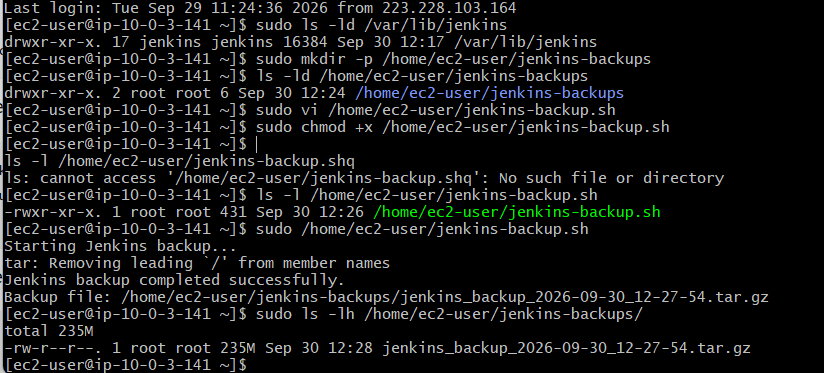 Last login: Tue Sep 29 11:24:36 2026 from 223.228.103.164
[ec2-user@ip-10-0-3-141 ~]$ sudo ls -ld /var/lib/jenkins
drwxr-xr-x. 17 jenkins jenkins 16384 Sep 30 12:17 /var/lib/jenkins
[ec2-user@ip-10-0-3-141 ~]$ sudo mkdir -p /home/ec2-user/jenkins-backups
[ec2-user@ip-10-0-3-141 ~]$ ls -ld /home/ec2-user/jenkins-backups
drwxr-xr-x. 2 root root 6 Sep 30 12:24 /home/ec2-user/jenkins-backups
[ec2-user@ip-10-0-3-141 ~]$ sudo vi /home/ec2-user/jenkins-backup.sh
[ec2-user@ip-10-0-3-141 ~]$ sudo chmod +x /home/ec2-user/jenkins-backup.sh
[ec2-user@ip-10-0-3-141 ~]$
ls -l /home/ec2-user/jenkins-backup.shq
ls: cannot access '/home/ec2-user/jenkins-backup.shq': No such file or directory
[ec2-user@ip-10-0-3-141 ~]$ ls -l /home/ec2-user/jenkins-backup.sh
-rwxr-xr-x. 1 root root 431 Sep 30 12:26 /home/ec2-user/jenkins-backup.sh
[ec2-user@ip-10-0-3-141 ~]$ sudo /home/ec2-user/jenkins-backup.sh
Starting Jenkins backup...
tar: Removing leading `/' from member names
Jenkins backup completed successfully.
Backup file: /home/ec2-user/jenkins-backups/jenkins_backup_2026-09-30_12-27-54.tar.gz
[ec2-user@ip-10-0-3-141 ~]$ sudo ls -lh /home/ec2-user/jenkins-backups/
total 235M
-rw-r--r--. 1 root root 235M Sep 30 12:28 jenkins_backup_2026-09-30_12-27-54.tar.gz
[ec2-user@ip-10-0-3-141 ~]$